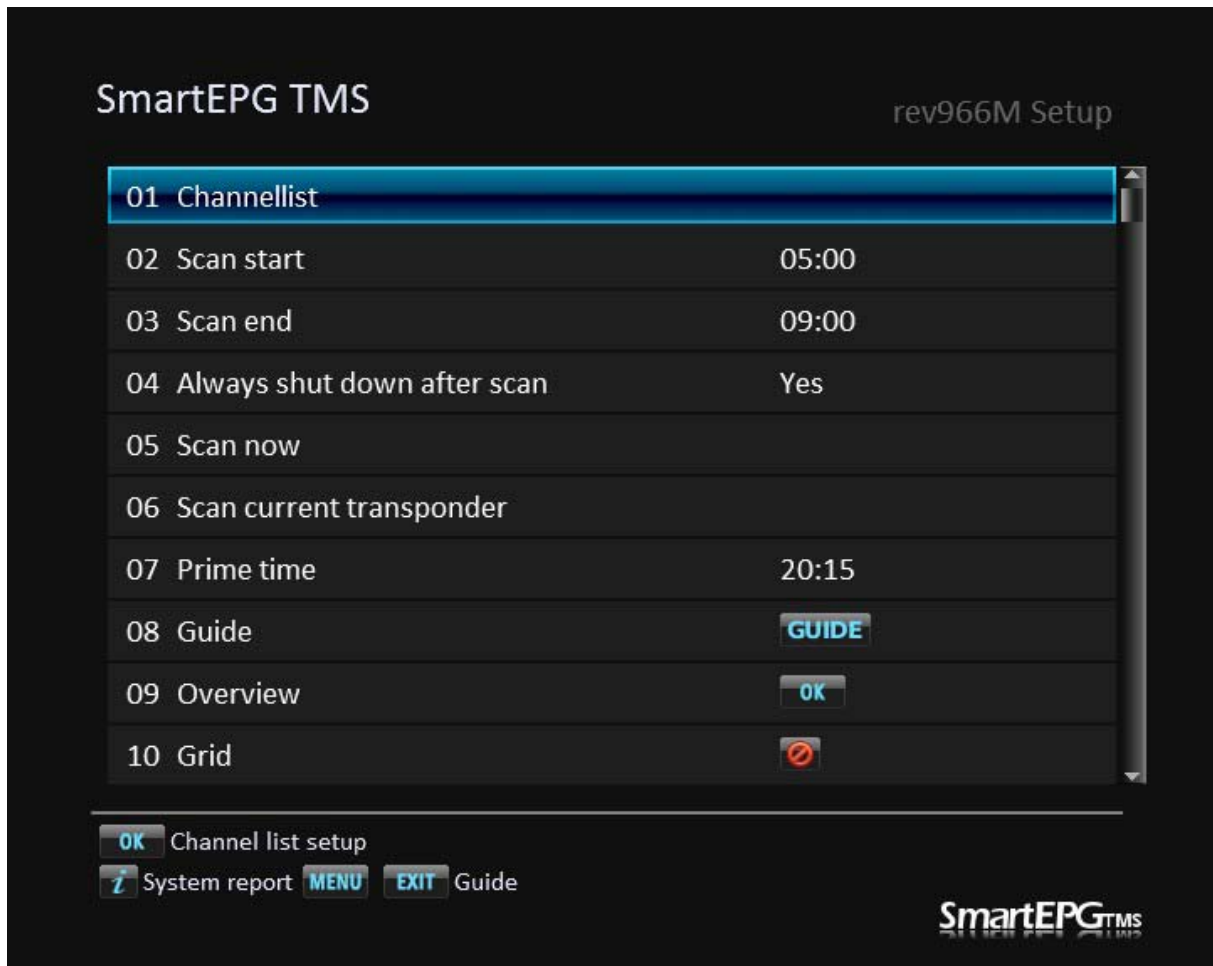 SmartEPG TMS
rev966M Setup
01 Channellist
02 Scan start 05:00
03 Scan end 09:00
04 Always shut down after scan Yes
05 Scan now
06 Scan current transponder
07 Prime time 20:15
08 Guide GUIDE
09 Overview OK
10 Grid
OK Channel list setup
i System report MENU EXIT Guide
SmartEPG TMS